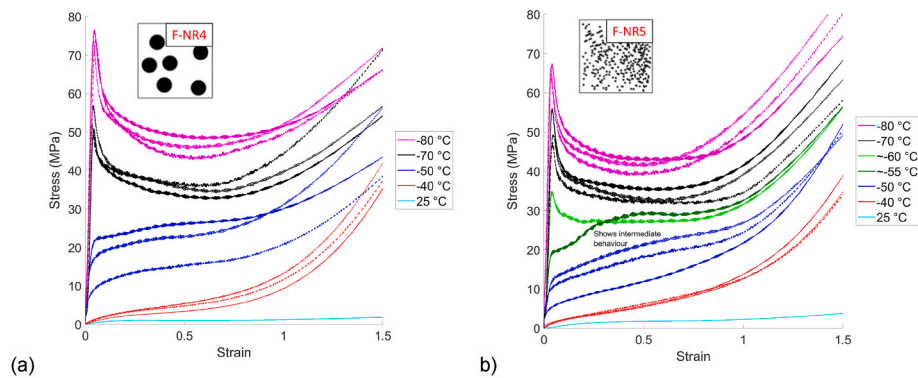 F-NR4
80
70
60
50
40
30
20
10
0
Stress (MPa)
0
0.5
1
1.5
Strain
-80 °C
-70 °C
-50 °C
-40 °C
25 °C
(a)
F-NR5
80
70
60
50
40
30
20
10
0
Stress (MPa)
Shows intermediate
behaviour
0
0.5
1
1.5
Strain
-80 °C
-70 °C
~-60 °C
~-55 °C
-50 °C
-40 °C
25 °C
b)